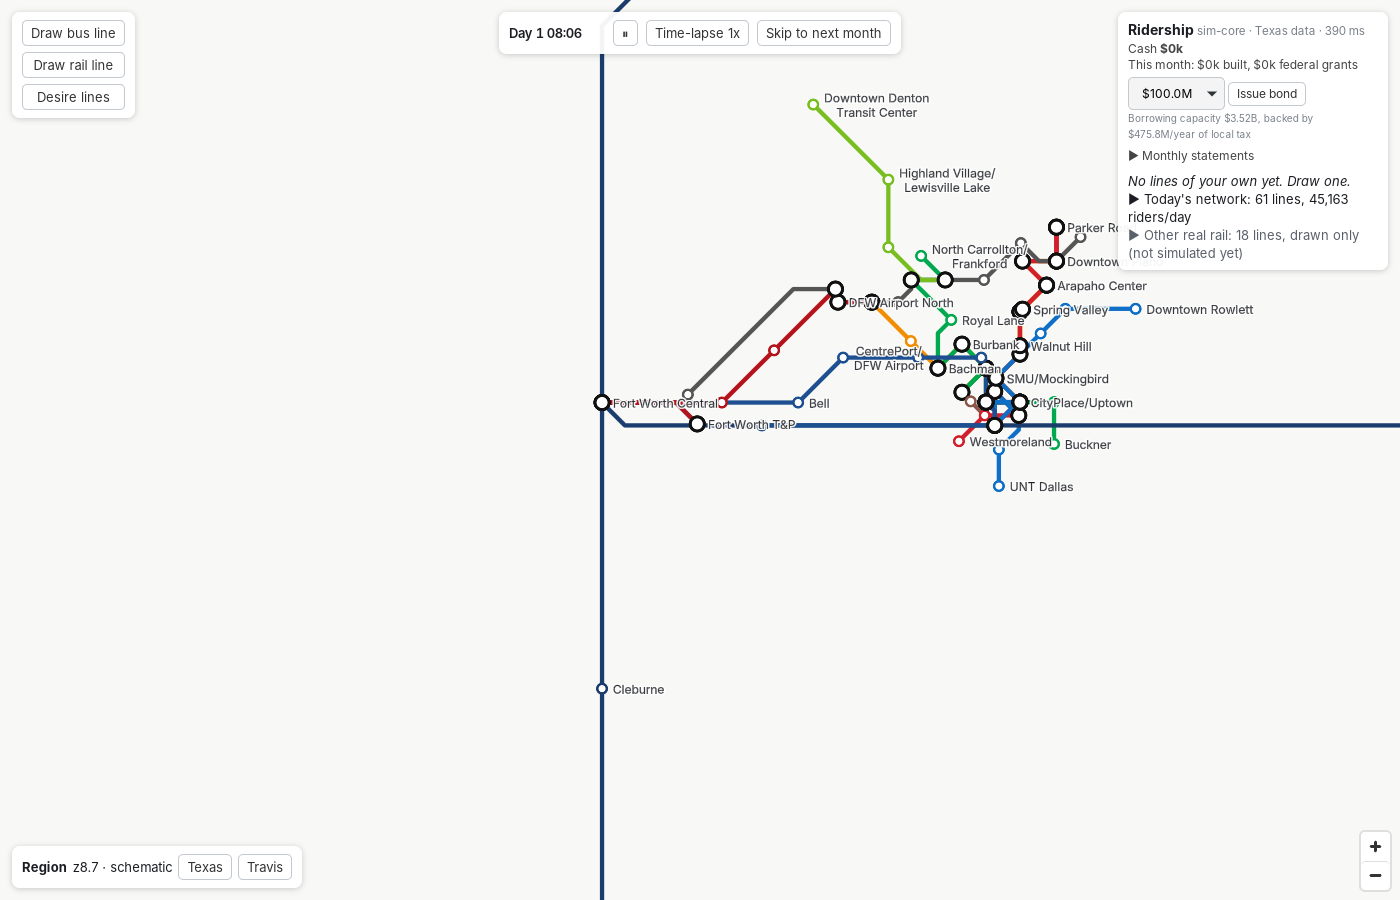 Draw bus line
Draw rail line
Desire lines
Day 1 08:06
Time-lapse 1x
Skip to next month
Ridership sim-core · Texas data · 390 ms
Cash $0k
This month: $0k built, $0k federal grants
$100.0M
Issue bond
Borrowing capacity $3.52B, backed by
$475.8M/year of local tax
▶ Monthly statements
No lines of your own yet. Draw one.
▶ Today's network: 61 lines, 45,163
riders/day
▶ Other real rail: 18 lines, drawn only
(not simulated yet)
Downtown Denton
Transit Center
Highland Village/
Lewisville Lake
Parker Ro
North Carrollton/
Frankford
Downtown
Arapaho Center
DFW Airport North
Spring Valley
Downtown Rowlett
Royal Lane
Burbank
Walnut Hill
CentrePort/
DFW Airport
Bachman
SMU/Mockingbird
Fort Worth Central
Bell
CityPlace/Uptown
Fort Worth T&P
Westmoreland
Buckner
UNT Dallas
Cleburne
Region z8.7 · schematic
Texas
Travis
+
−